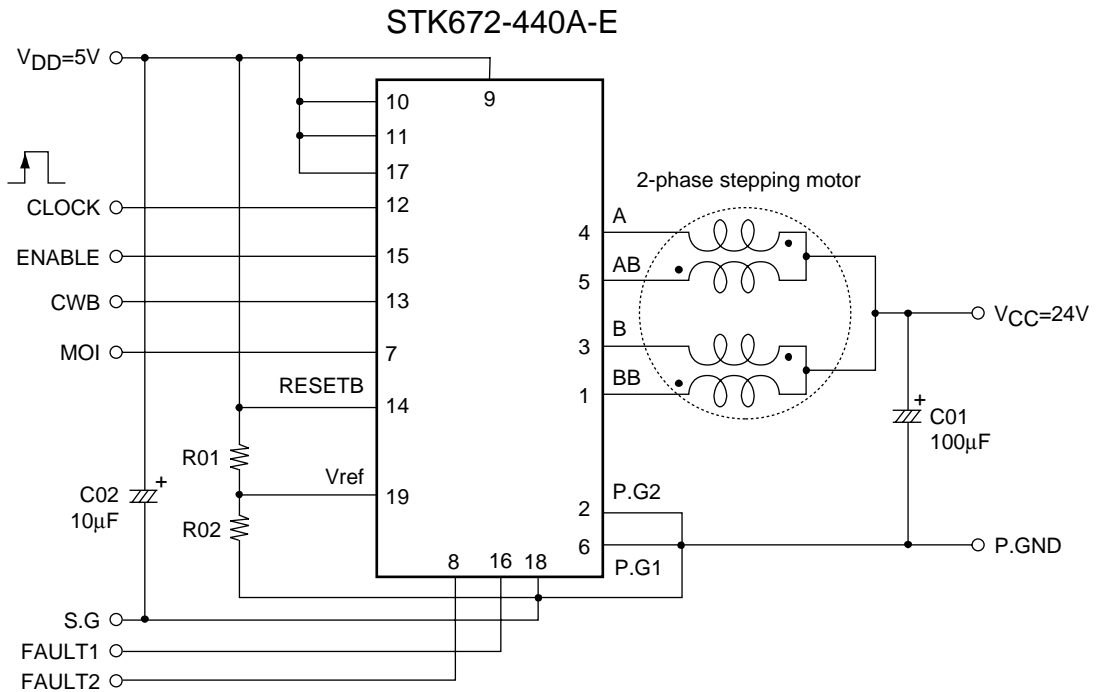 STK672-440A-E
VDD=5V
9
10
11
17
CLOCK
12
ENABLE
15
CWB
13
MOI
7
RESETB
14
R01
Vref
19
C02
+
10μF
R02
8
16
18
2-phase stepping motor
4
A
5
AB
3
B
1
BB
VCC=24V
+
C01
100μF
P.G2
2
6
P.G1
P.GND
S.G
FAULT1
FAULT2